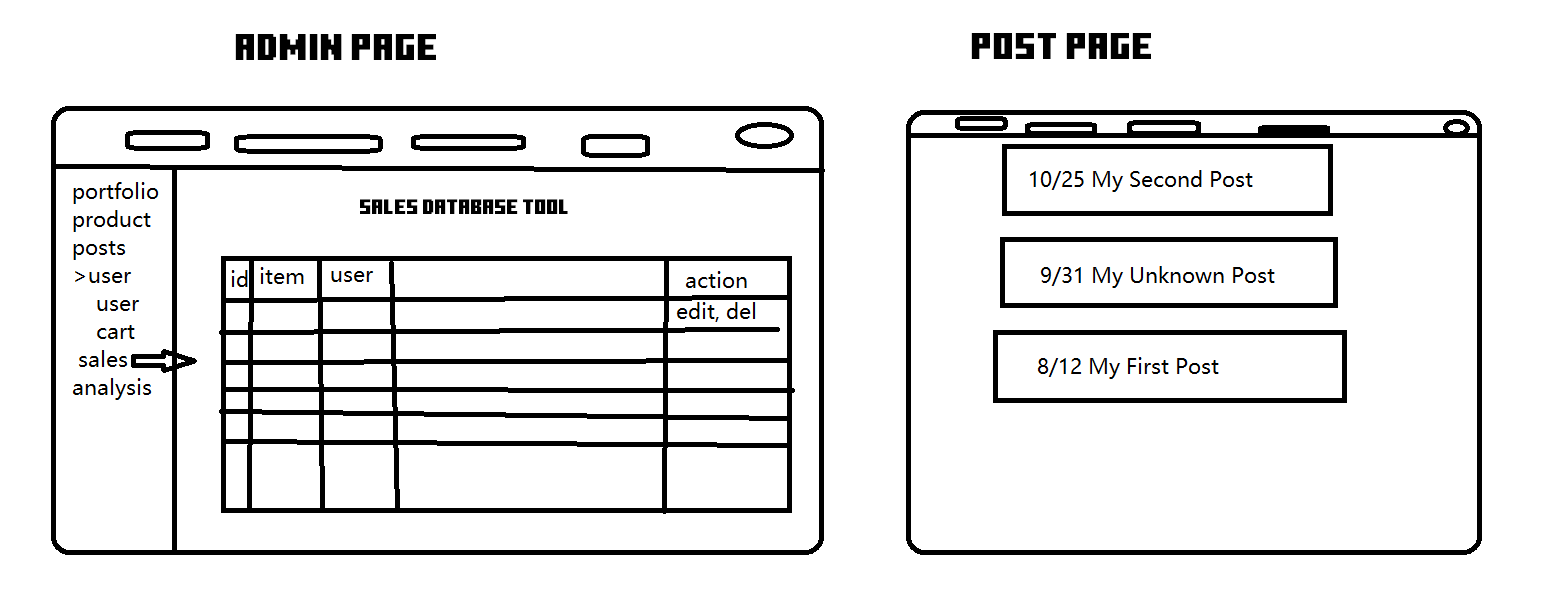 ADMIN PAGE
portfolio
product
posts
>user
user
cart
sales
analysis
SALES DATABASE TOOL
id item user action
edit, del
POST PAGE
10/25 My Second Post
9/31 My Unknown Post
8/12 My First Post